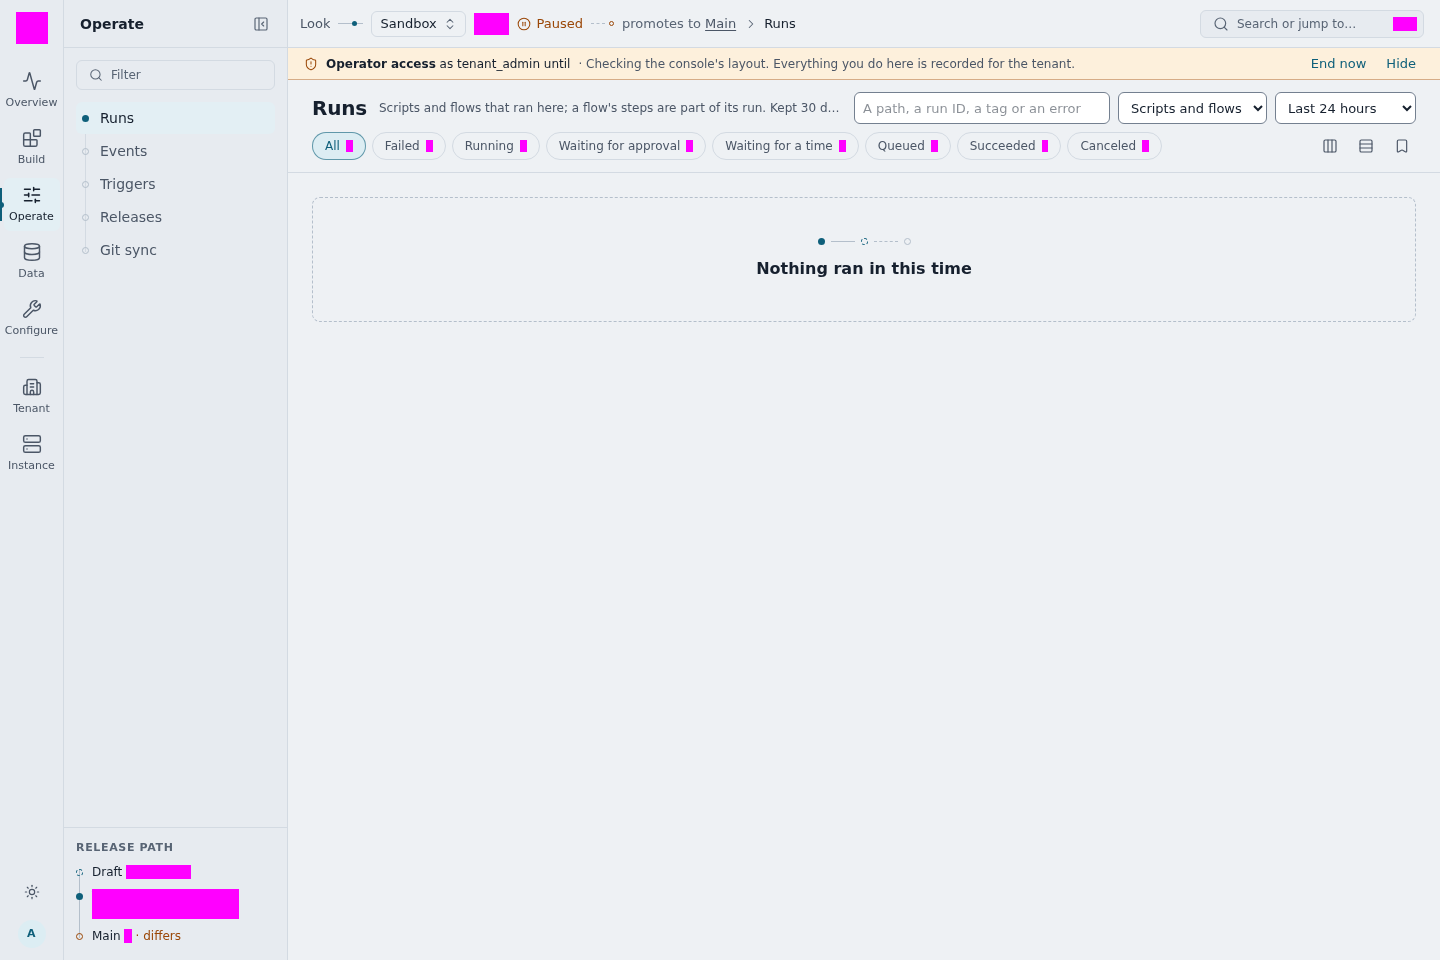 Operate
Look
Sandbox
Paused
promotes to Main
Runs
Search or jump to...
Operator access as tenant_admin until · Checking the console's layout. Everything you do here is recorded for the tenant.
End now
Hide
Overview
Build
Operate
Data
Configure
Tenant
Instance
A
Filter
Runs
Events
Triggers
Releases
Git sync
RELEASE PATH
Draft
Main · differs
Runs
Scripts and flows that ran here; a flow's steps are part of its run. Kept 30 d...
A path, a run ID, a tag or an error
Scripts and flows
Last 24 hours
All
Failed
Running
Waiting for approval
Waiting for a time
Queued
Succeeded
Canceled
Nothing ran in this time